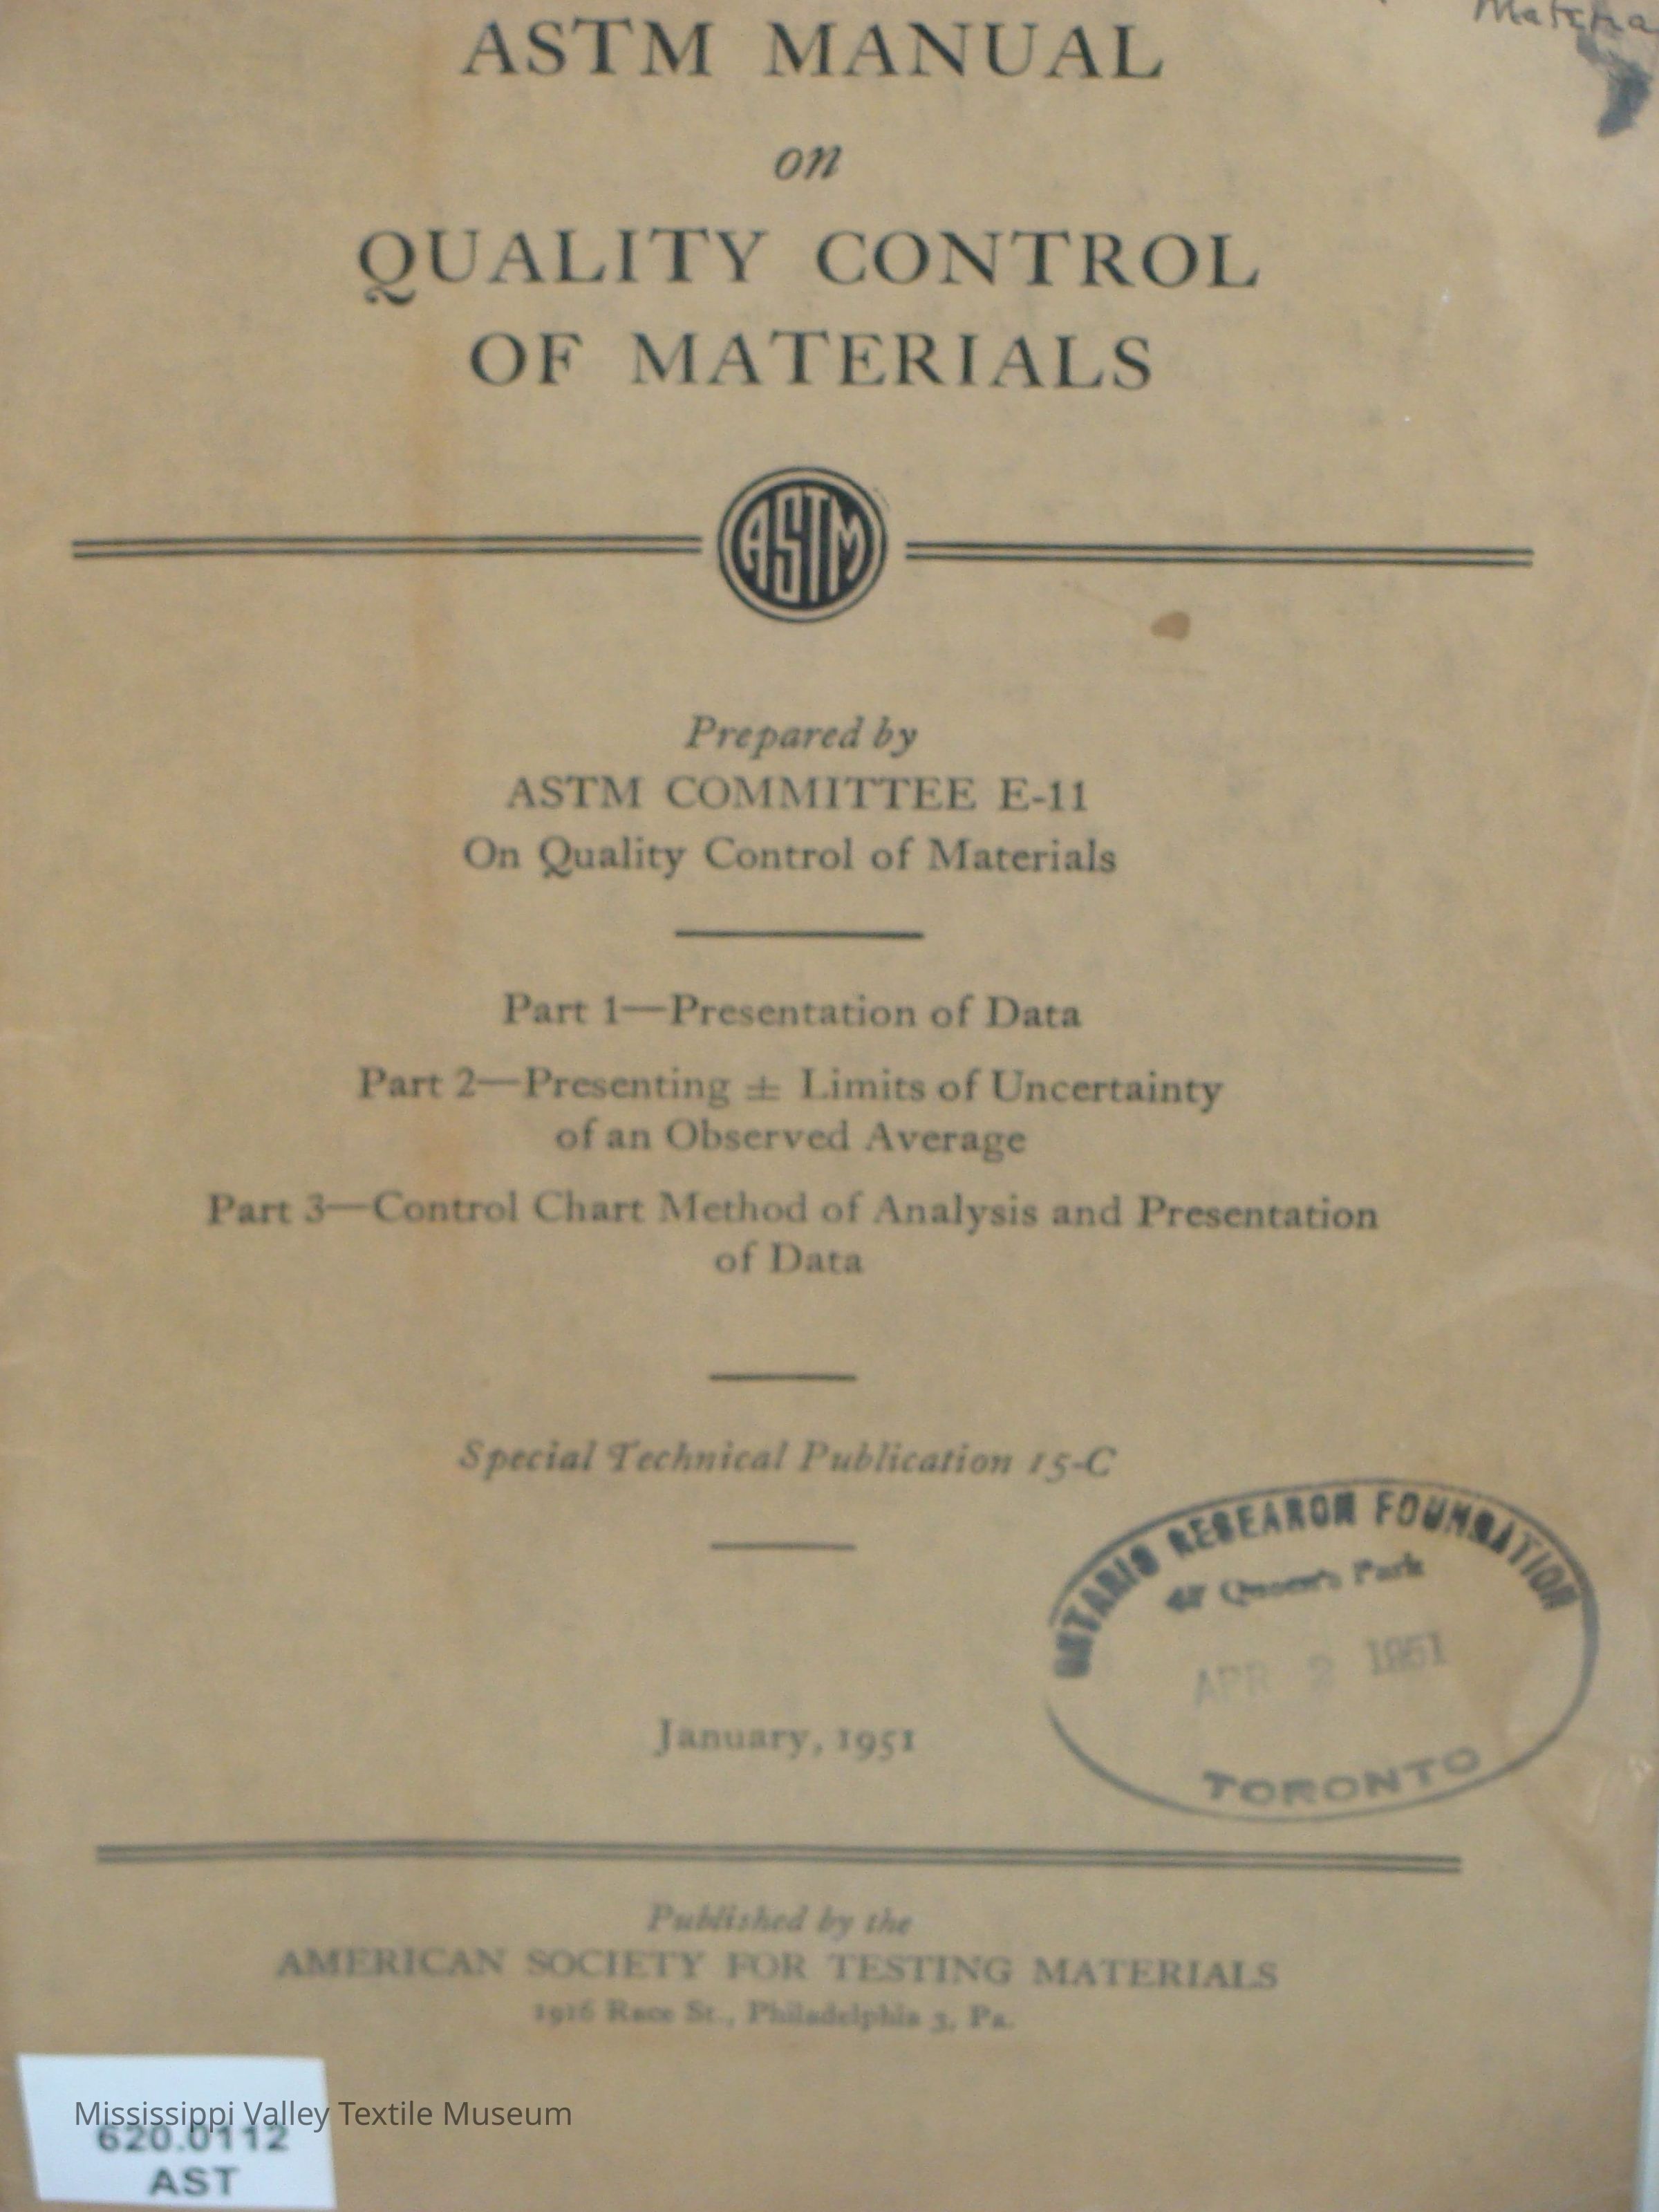 ASTM MANUAL
on
QUALITY CONTROL
OF MATERIALS
ASTM
Prepared by
ASTM COMMITTEE E-11
On Quality Control of Materials
Part 1—Presentation of Data
Part 2—Presenting ± Limits of Uncertainty
of an Observed Average
Part 3—Control Chart Method of Analysis and Presentation
of Data
Special Technical Publication 15-C
ONTARIO RESEARCH FOUNDATION
Queen's Park
APR 2 1951
TORONTO
January, 1951
Published by the
AMERICAN SOCIETY FOR TESTING MATERIALS
1916 Race St., Philadelphia 3, Pa.
Mississippi Valley Textile Museum
620.0112
AST